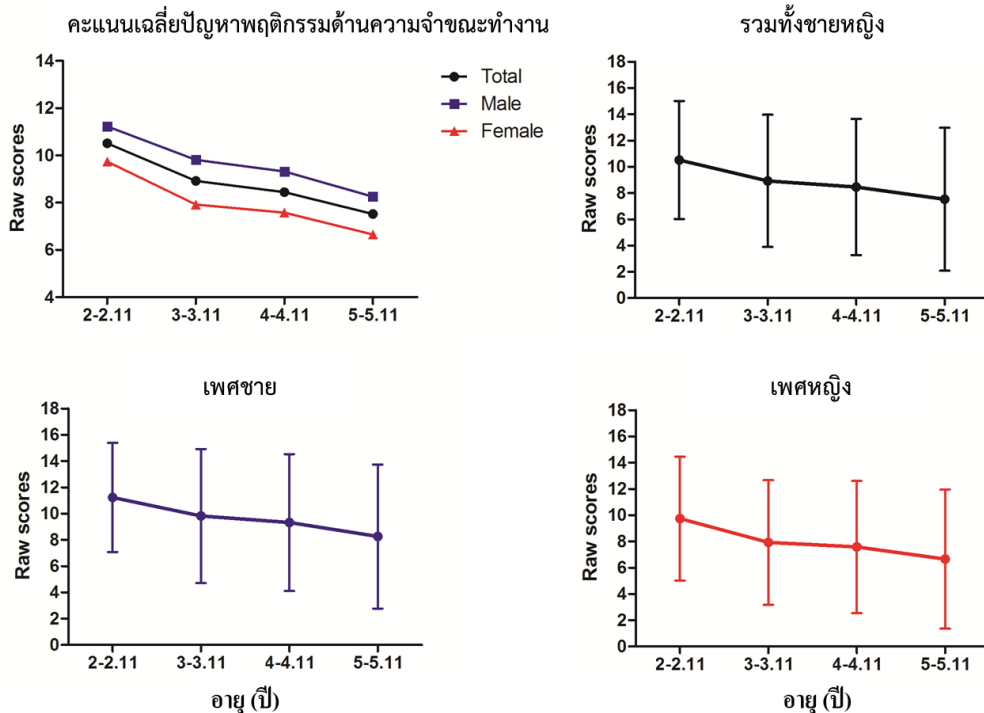 คะแนนเฉลี่ยปัญหาพฤติกรรมด้านความจำขณะทำงาน
14
12
10
8
6
4
Raw scores
2-2.11 3-3.11 4-4.11 5-5.11
Total
Male
Female
รวมทั้งชายหญิง
18
16
14
12
10
8
6
4
2
0
Raw scores
2-2.11 3-3.11 4-4.11 5-5.11
เพศชาย
18
16
14
12
10
8
6
4
2
0
Raw scores
2-2.11 3-3.11 4-4.11 5-5.11
อายุ (ปี)
เพศหญิง
18
16
14
12
10
8
6
4
2
0
Raw scores
2-2.11 3-3.11 4-4.11 5-5.11
อายุ (ปี)